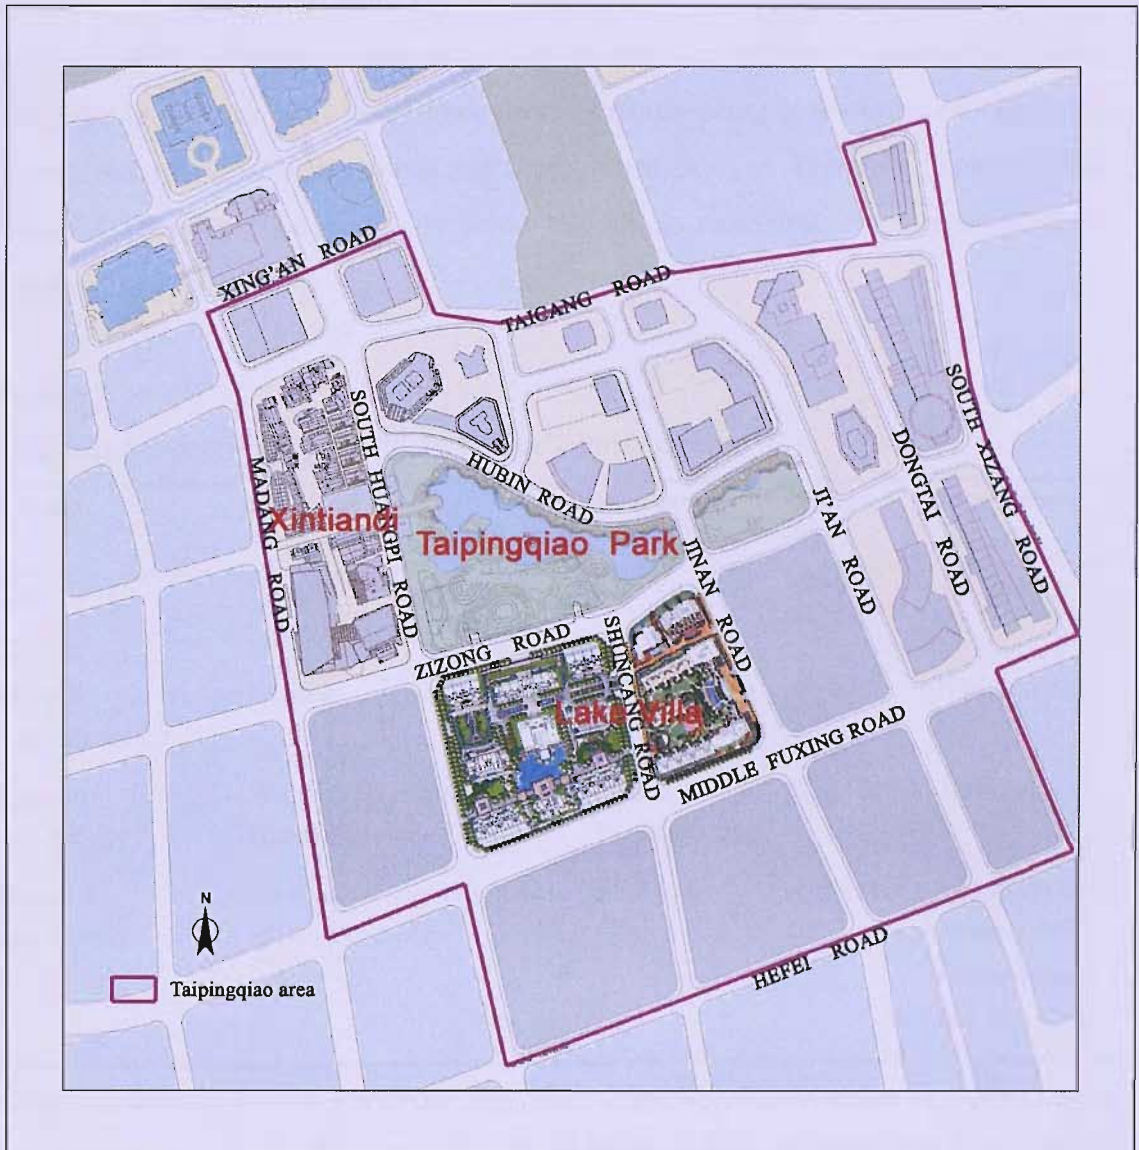 XING'AN ROAD
TAICANG ROAD
SOUTH HUANGPI ROAD
SOUTH XIZANG ROAD
MADANG ROAD
HUBIN ROAD
DONGTAI ROAD
JI'AN ROAD
Xintiandi
Taipingqiao Park
JINAN ROAD
ZIZONG ROAD
SHUNCANG ROAD
Lake Villa
MIDDLE FUXING ROAD
N
HEFEI ROAD
Taipingqiao area